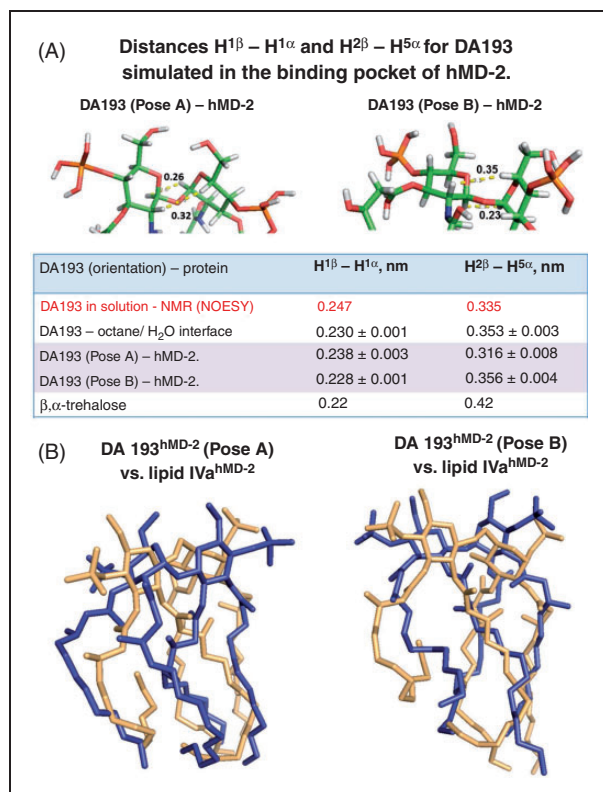 (A)
Distances H1β – H1α and H2β – H5α for DA193
simulated in the binding pocket of hMD-2.
DA193 (Pose A) – hMD-2
DA193 (Pose B) – hMD-2
0.26
0.32
0.35
0.23
DA193 (orientation) – protein H1β – H1α, nm H2β – H5α, nm
DA193 in solution - NMR (NOESY) 0.247 0.335
DA193 – octane/ H2O interface 0.230 ± 0.001 0.353 ± 0.003
DA193 (Pose A) – hMD-2. 0.238 ± 0.003 0.316 ± 0.008
DA193 (Pose B) – hMD-2. 0.228 ± 0.001 0.356 ± 0.004
β,α-trehalose 0.22 0.42
(B)
DA 193hMD-2 (Pose A)
vs. lipid IVahMD-2
DA 193hMD-2 (Pose B)
vs. lipid IVahMD-2